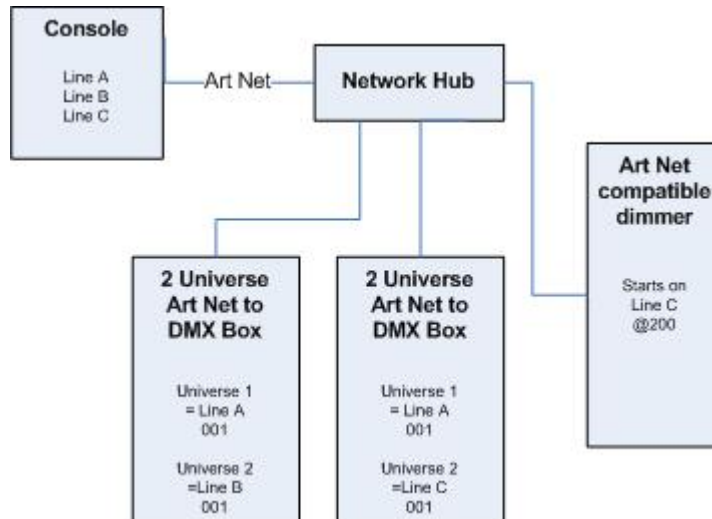 Console
Line A
Line B
Line C
Art Net
Network Hub
Art Net
compatible
dimmer
Starts on
Line C
@200
2 Universe
Art Net to
DMX Box
Universe 1
= Line A
001
Universe 2
=Line B
001
2 Universe
Art Net to
DMX Box
Universe 1
= Line A
001
Universe 2
=Line C
001